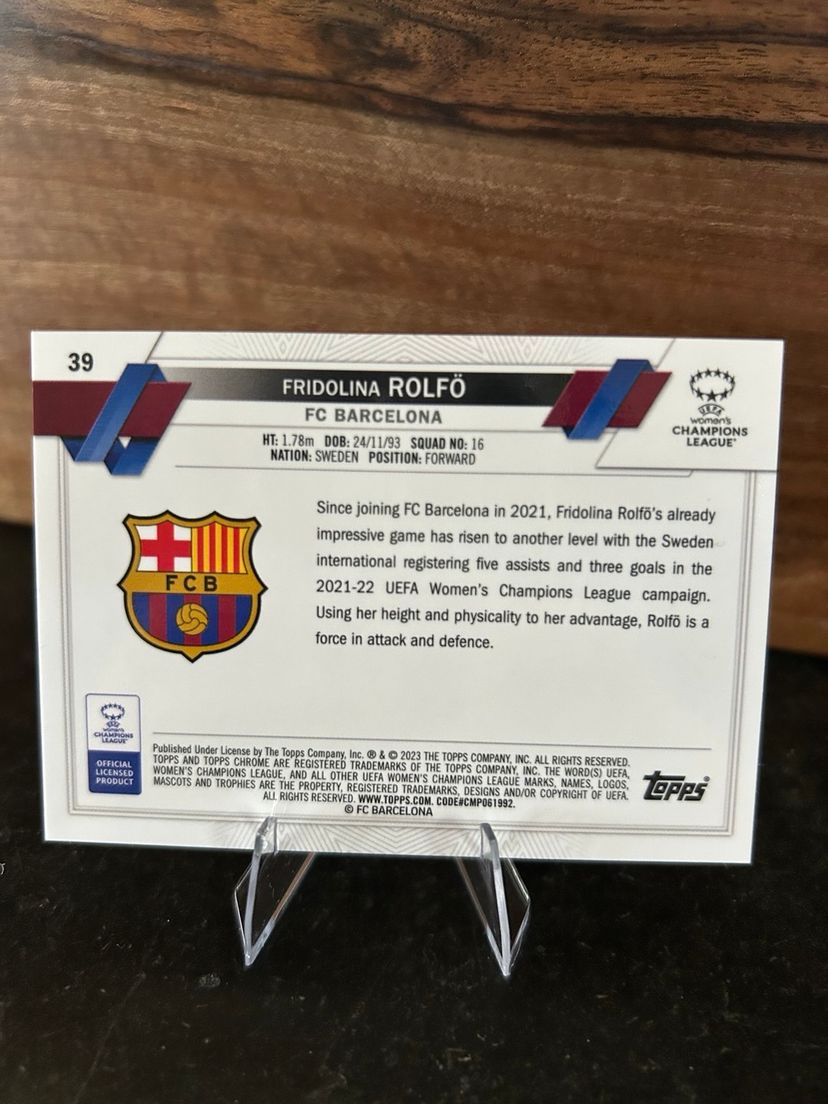 39
FRIDOLINA ROLFÖ
FC BARCELONA
HT: 1.78m DOB: 24/11/93 SQUAD NO: 16
NATION: SWEDEN POSITION: FORWARD
UEFA
women's
CHAMPIONS
LEAGUE
Since joining FC Barcelona in 2021, Fridolina Rolfö's already
impressive game has risen to another level with the Sweden
international registering five assists and three goals in the
2021-22 UEFA Women's Champions League campaign.
Using her height and physicality to her advantage, Rolfö is a
force in attack and defence.
FCB
UEFA
women's
CHAMPIONS
LEAGUE
OFFICIAL
LICENSED
PRODUCT
Published Under License by The Topps Company, Inc. ® & © 2023 THE TOPPS COMPANY, INC. ALL RIGHTS RESERVED.
TOPPS AND TOPPS CHROME ARE REGISTERED TRADEMARKS OF THE TOPPS COMPANY, INC. THE WORD(S) UEFA,
WOMEN'S CHAMPIONS LEAGUE, AND ALL OTHER UEFA WOMEN'S CHAMPIONS LEAGUE MARKS, NAMES, LOGOS,
MASCOTS AND TROPHIES ARE THE PROPERTY, REGISTERED TRADEMARKS, DESIGNS AND/OR COPYRIGHT OF UEFA.
ALL RIGHTS RESERVED. WWW.TOPPS.COM. CODE#CMP061992.
© FC BARCELONA
topps®